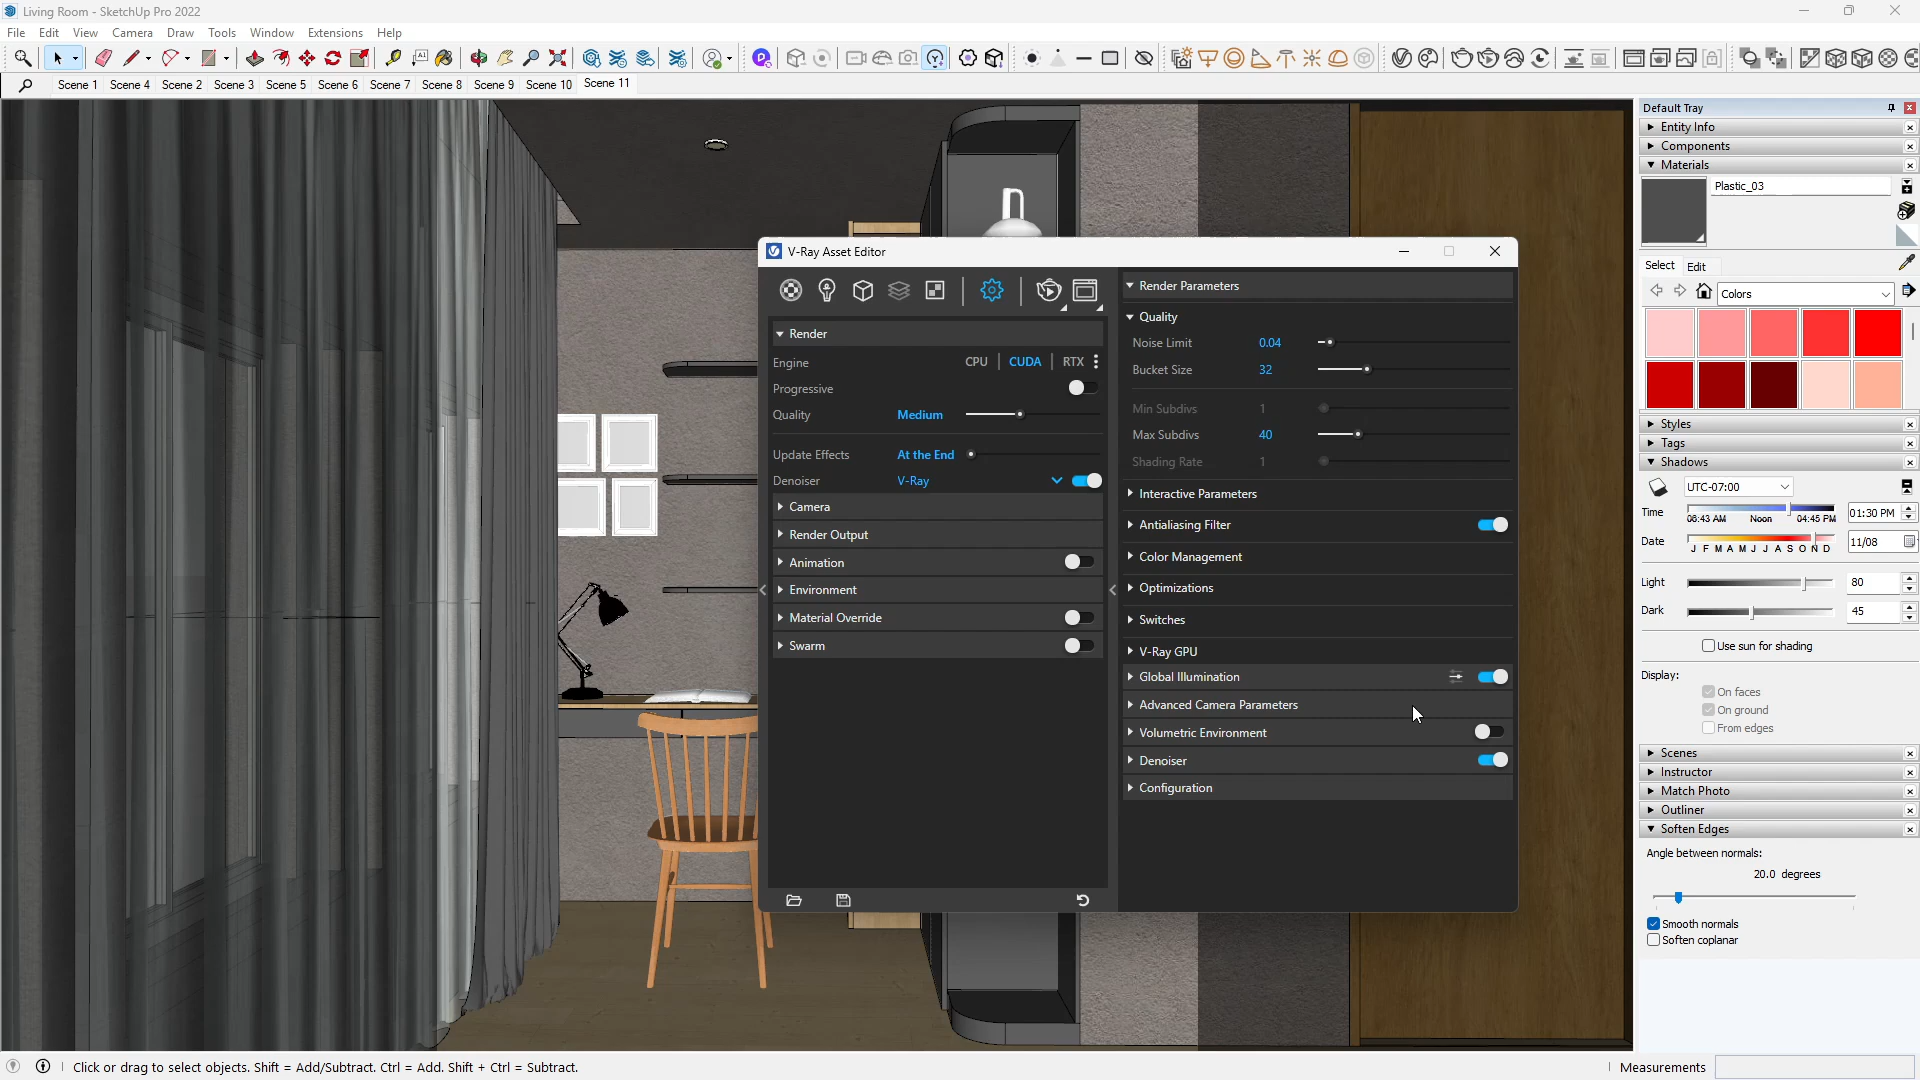 Living Room - SketchUp Pro 2022
File Edit View Camera Draw Tools Window Extensions Help
Scene 1 Scene 4 Scene 2 Scene 3 Scene 5 Scene 6 Scene 7 Scene 8 Scene 9 Scene 10 Scene 11
V-Ray Asset Editor
Render
Engine CPU CUDA RTX
Progressive
Quality Medium
Update Effects At the End
Denoiser V-Ray
Camera
Render Output
Animation
Environment
Material Override
Swarm
Render Parameters
Quality
Noise Limit 0.04
Bucket Size 32
Min Subdivs 1
Max Subdivs 40
Shading Rate 1
Interactive Parameters
Antialiasing Filter
Color Management
Optimizations
Switches
V-Ray GPU
Global Illumination
Advanced Camera Parameters
Volumetric Environment
Denoiser
Configuration
Default Tray
Entity Info
Components
Materials
Plastic_03
Select Edit
Colors
Styles
Tags
Shadows
UTC-07:00
Time 06:43 AM Noon 04:45 PM 01:30 PM
Date J F M A M J J A S O N D 11/08
Light 80
Dark 45
Use sun for shading
Display:
On faces
On ground
From edges
Scenes
Instructor
Match Photo
Outliner
Soften Edges
Angle between normals:
20.0 degrees
Smooth normals
Soften coplanar
Click or drag to select objects. Shift = Add/Subtract. Ctrl = Add. Shift + Ctrl = Subtract.
Measurements